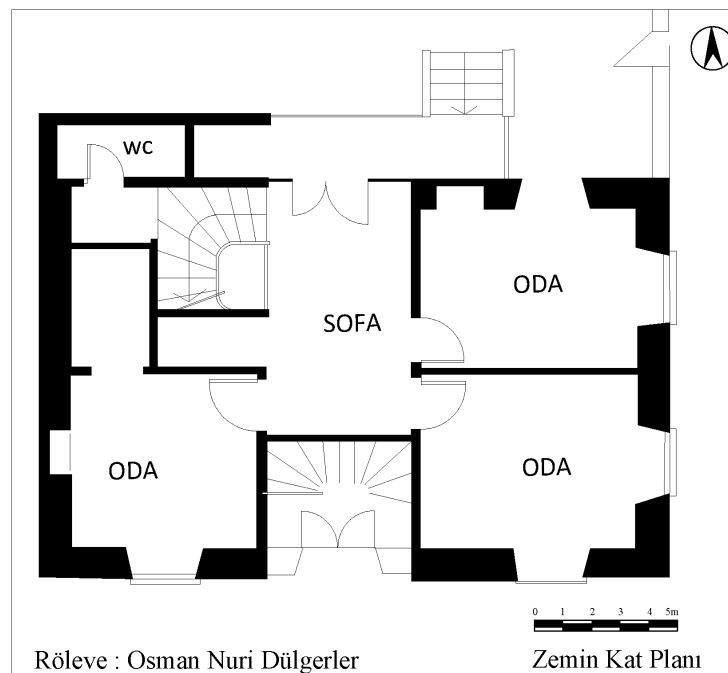 WC
ODA
SOFA
ODA
ODA
0 1 2 3 4 5m
Röleve : Osman Nuri Dülgerler
Zemin Kat Planı